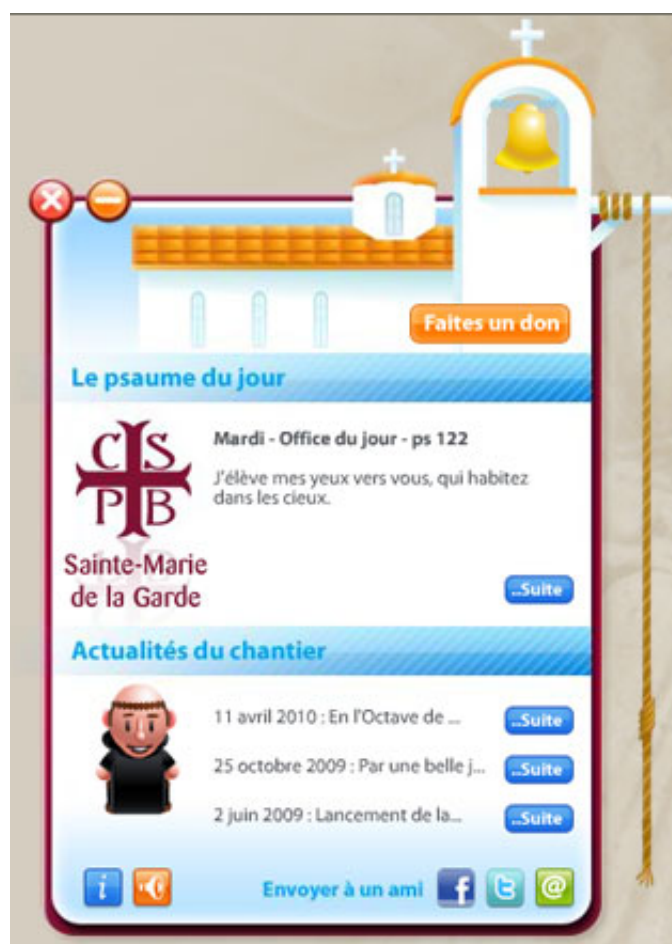 Faites un don
Le psaume du jour
C S
P B
Sainte-Marie
de la Garde
Mardi - Office du jour - ps 122
J'élève mes yeux vers vous, qui habitez
dans les cieux.
...Suite
Actualités du chantier
11 avril 2010 : En l'Octave de ...
...Suite
25 octobre 2009 : Par une belle j...
...Suite
2 juin 2009 : Lancement de la...
...Suite
i
Envoyer à un ami
f
t
@